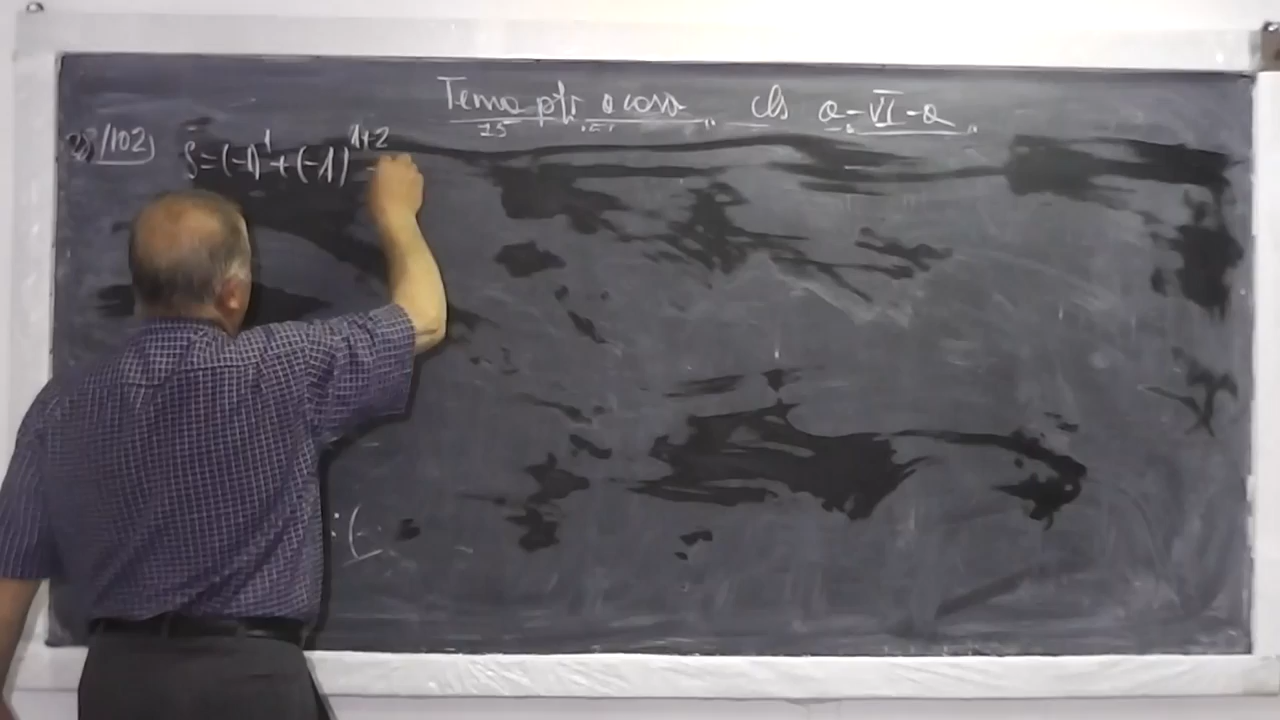 Tema ptr acasa cls a-VI-a
28/102) S=(-1)¹+(-1)¹⁺²
:(